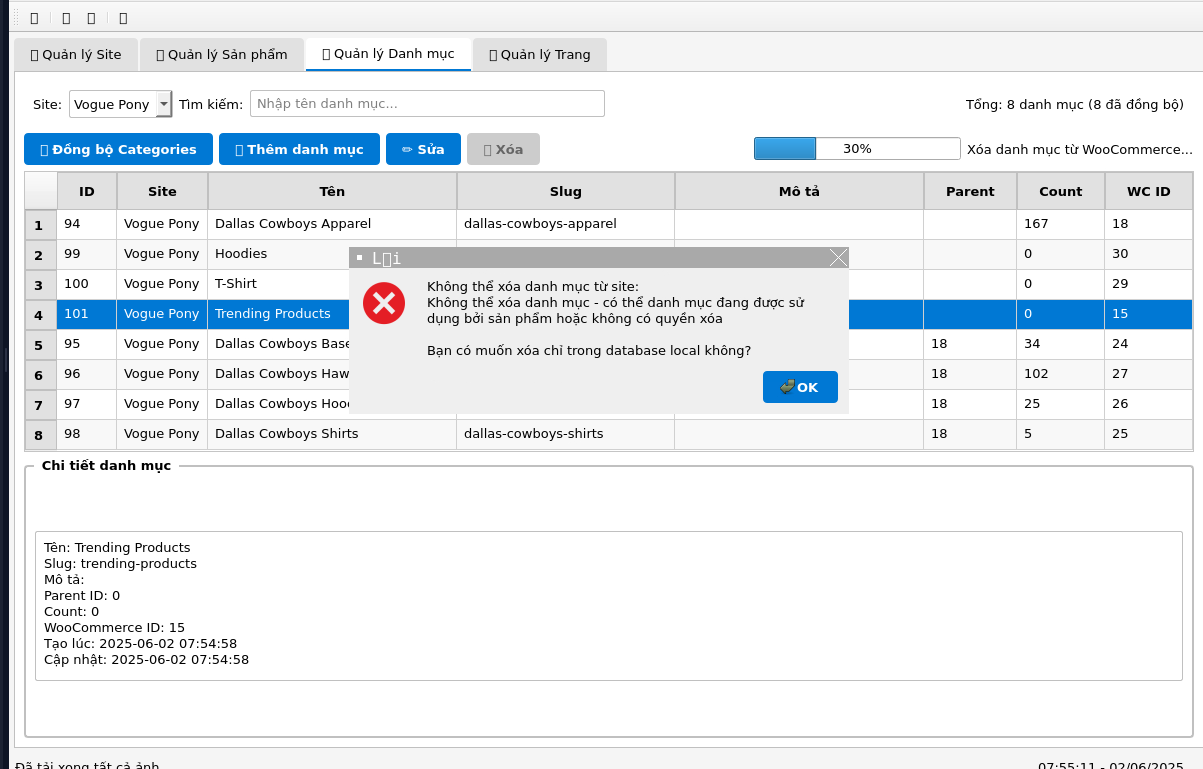 Quản lý Site Quản lý Sản phẩm Quản lý Danh mục Quản lý Trang
Site: Vogue Pony Tìm kiếm: Nhập tên danh mục... Tổng: 8 danh mục (8 đã đồng bộ)
Đồng bộ Categories Thêm danh mục ✏ Sửa Xóa 30% Xóa danh mục từ WooCommerce...
ID Site Tên Slug Mô tả Parent Count WC ID
1 94 Vogue Pony Dallas Cowboys Apparel dallas-cowboys-apparel 167 18
2 99 Vogue Pony Hoodies 0 30
3 100 Vogue Pony T-Shirt 0 29
4 101 Vogue Pony Trending Products 0 15
5 95 Vogue Pony Dallas Cowboys Base 18 34 24
6 96 Vogue Pony Dallas Cowboys Haw 18 102 27
7 97 Vogue Pony Dallas Cowboys Hood 18 25 26
8 98 Vogue Pony Dallas Cowboys Shirts dallas-cowboys-shirts 18 5 25
L▯i
Không thể xóa danh mục từ site:
Không thể xóa danh mục - có thể danh mục đang được sử
dụng bởi sản phẩm hoặc không có quyền xóa
Bạn có muốn xóa chỉ trong database local không?
OK
Chi tiết danh mục
Tên: Trending Products
Slug: trending-products
Mô tả:
Parent ID: 0
Count: 0
WooCommerce ID: 15
Tạo lúc: 2025-06-02 07:54:58
Cập nhật: 2025-06-02 07:54:58
Đã tải xong tất cả ảnh 07:55:11 - 02/06/2025